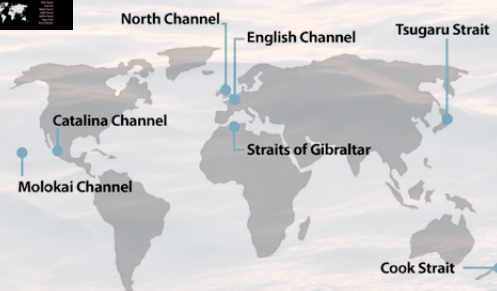 North Channel
English Channel
Tsugaru Strait
Catalina Channel
Straits of Gibraltar
Molokai Channel
Cook Strait